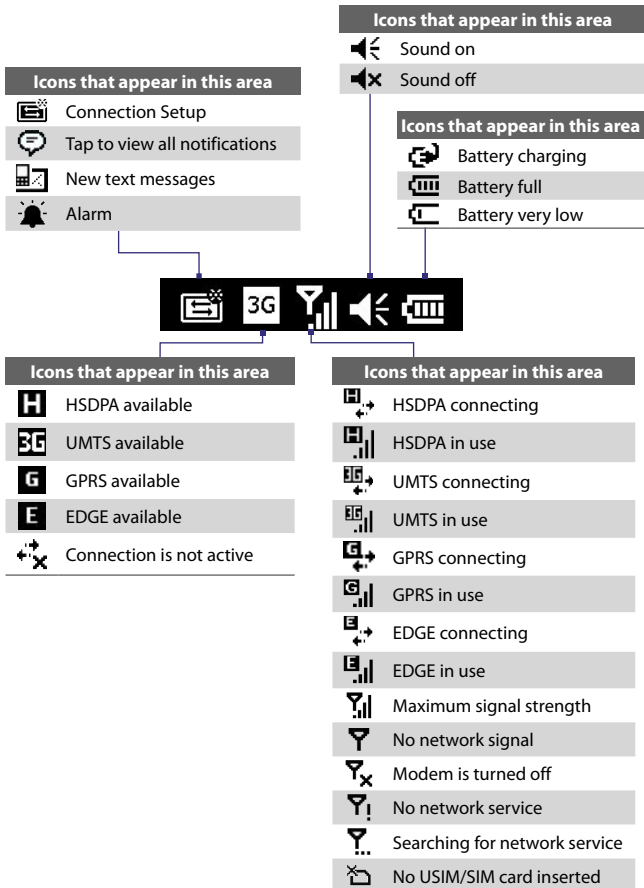 Icons that appear in this area
Sound on
Sound off
Icons that appear in this area
Connection Setup
Tap to view all notifications
New text messages
Alarm
Icons that appear in this area
Battery charging
Battery full
Battery very low
3G
Icons that appear in this area
H HSDPA available
3G UMTS available
G GPRS available
E EDGE available
Connection is not active
Icons that appear in this area
H HSDPA connecting
H HSDPA in use
3G UMTS connecting
3G UMTS in use
G GPRS connecting
G GPRS in use
E EDGE connecting
E EDGE in use
Maximum signal strength
No network signal
Modem is turned off
No network service
Searching for network service
No USIM/SIM card inserted